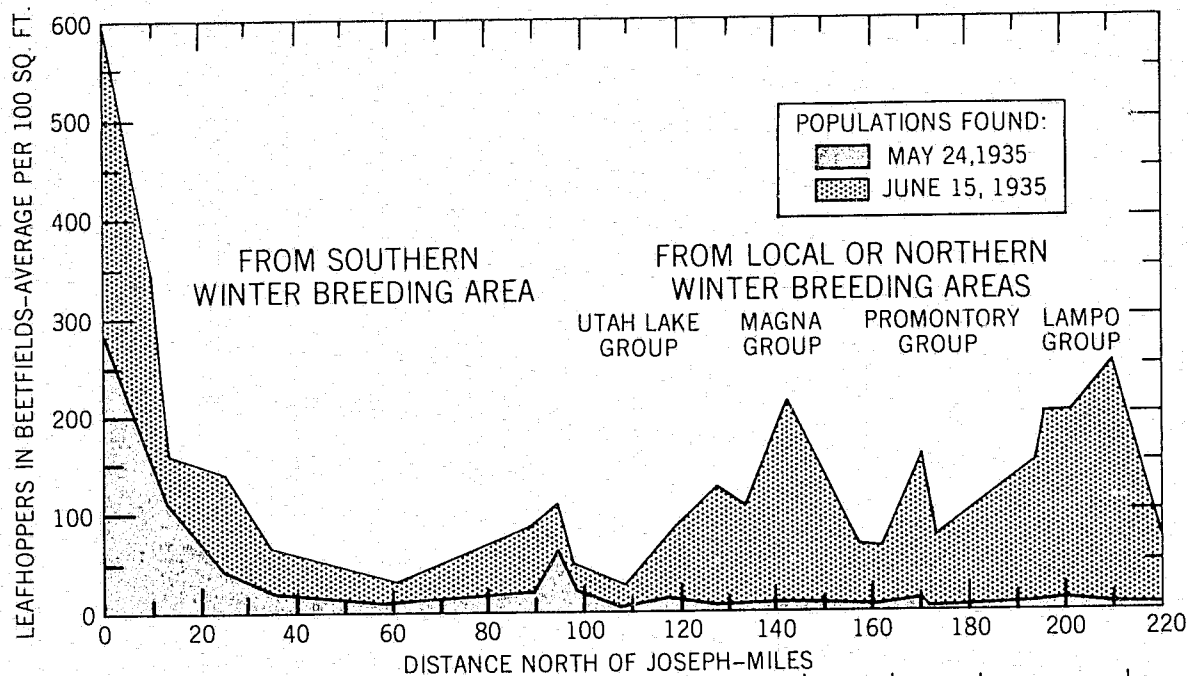 LEAFHOPPERS IN BEETFIELDS–AVERAGE PER 100 SQ. FT.
600
500
400
300
200
100
0
POPULATIONS FOUND:
MAY 24,1935
JUNE 15, 1935
FROM SOUTHERN
WINTER BREEDING AREA
FROM LOCAL OR NORTHERN
WINTER BREEDING AREAS
UTAH LAKE
GROUP
MAGNA
GROUP
PROMONTORY
GROUP
LAMPO
GROUP
0 20 40 60 80 100 120 140 160 180 200 220
DISTANCE NORTH OF JOSEPH–MILES